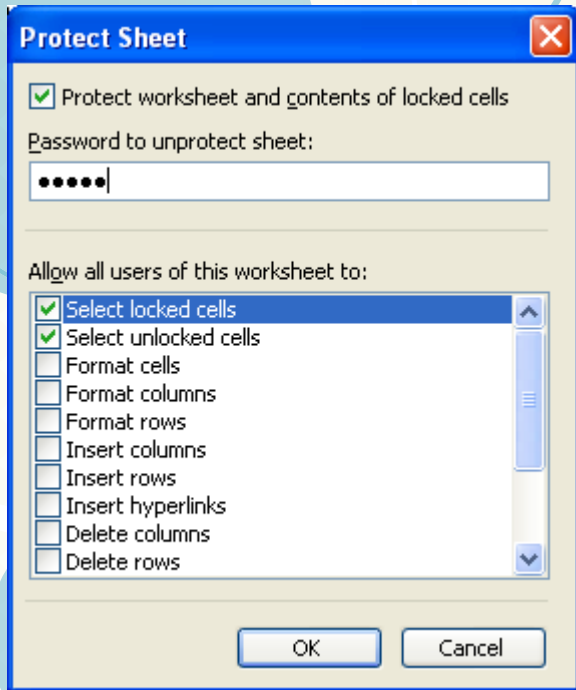 Protect Sheet
Protect worksheet and contents of locked cells
Password to unprotect sheet:
•••••
Allow all users of this worksheet to:
Select locked cells
Select unlocked cells
Format cells
Format columns
Format rows
Insert columns
Insert rows
Insert hyperlinks
Delete columns
Delete rows
OK Cancel